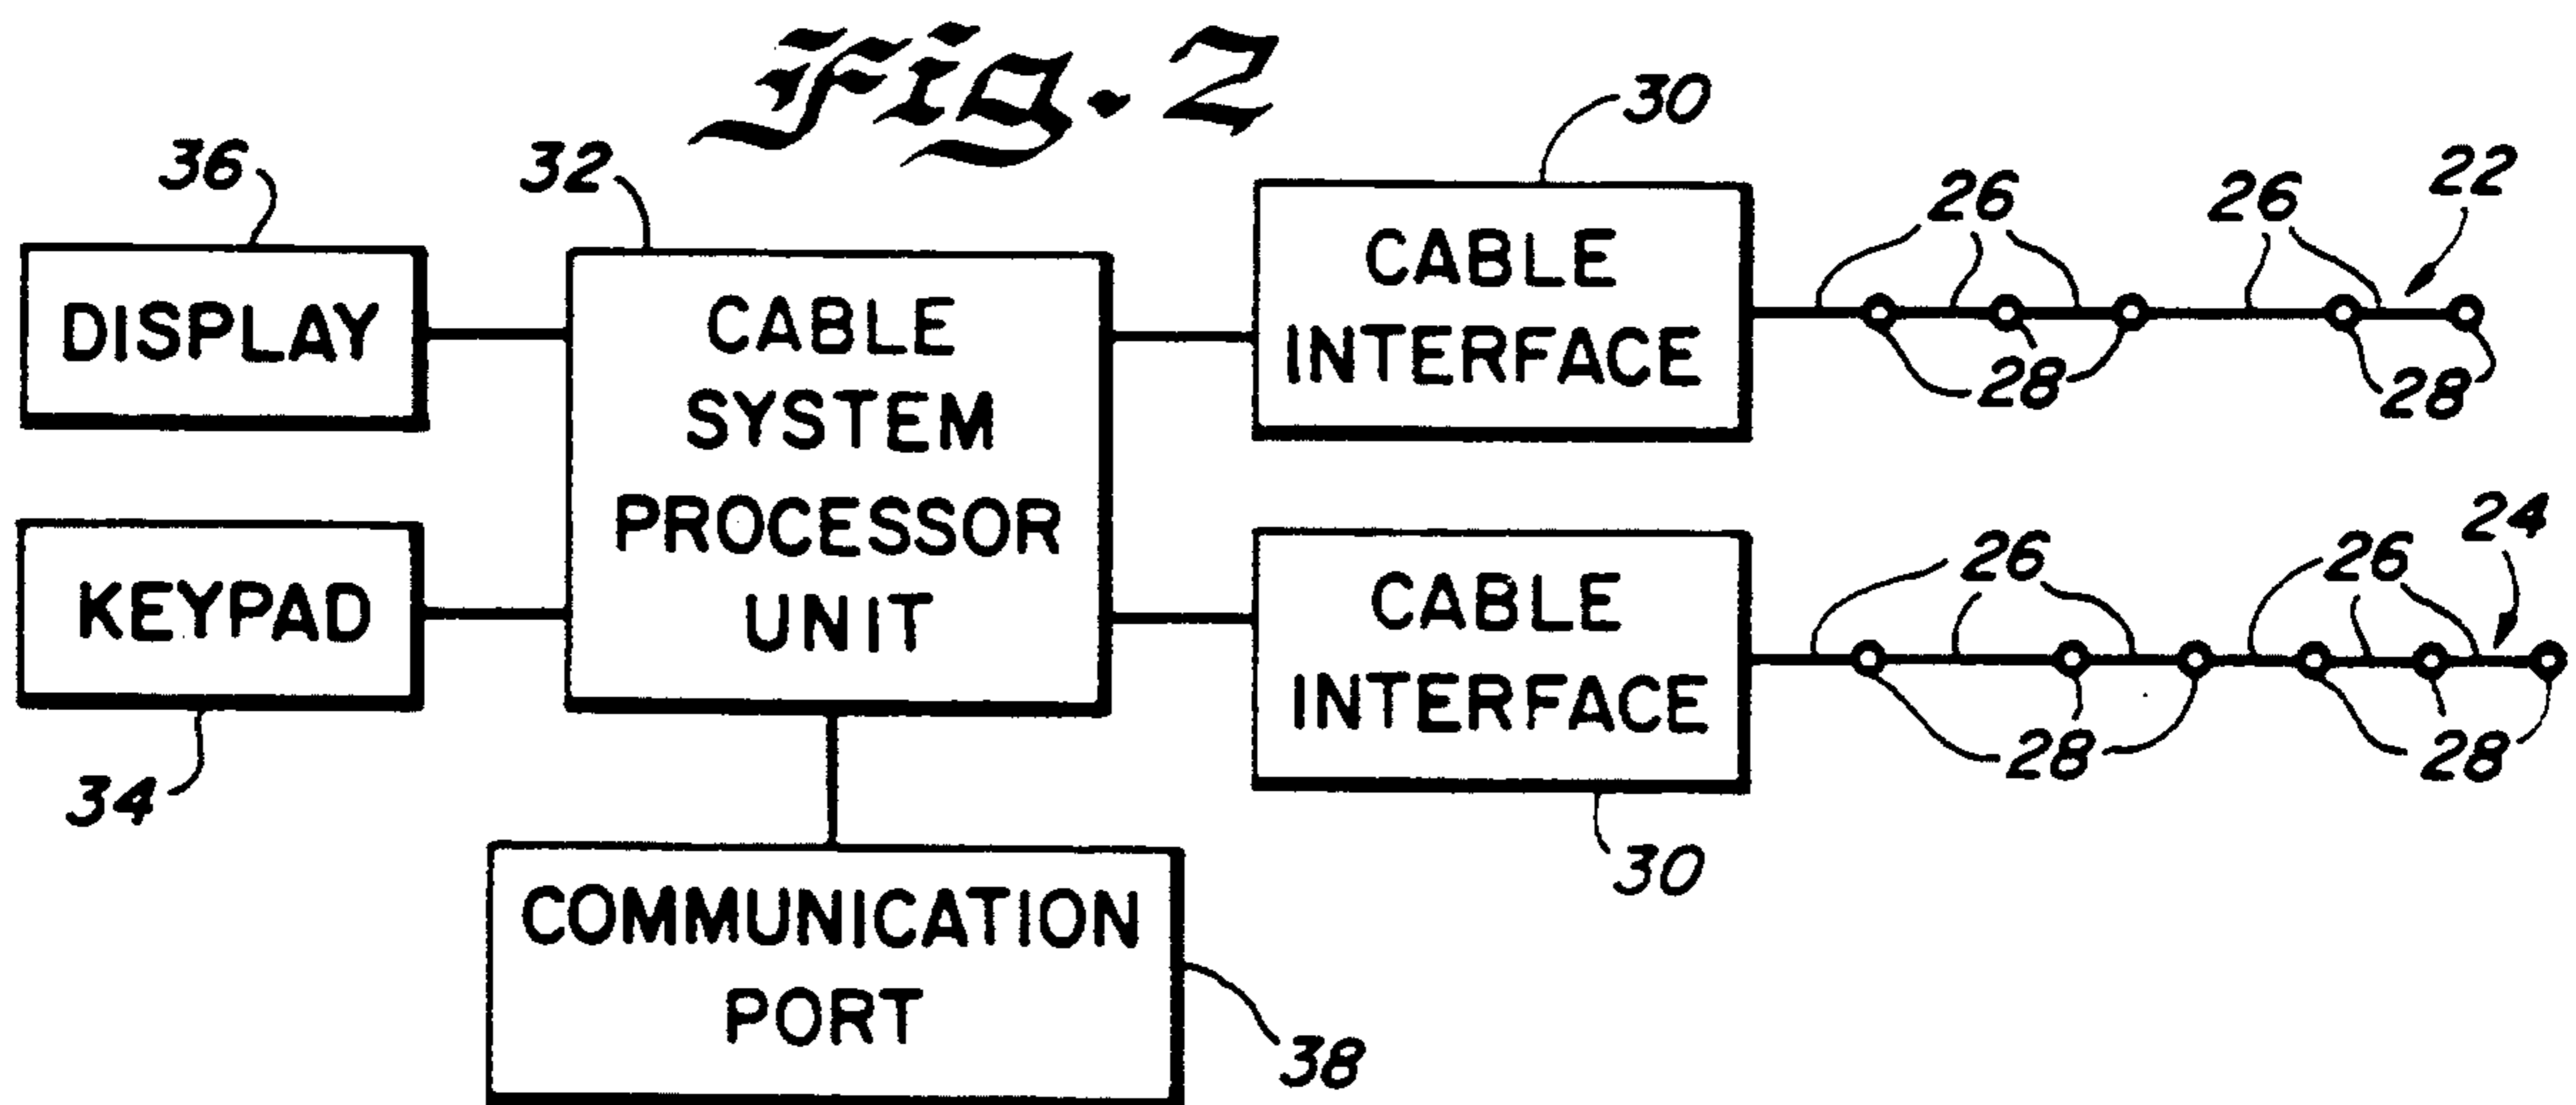 Fig. 2
36
32
30
26
26
22
DISPLAY
CABLE
SYSTEM
PROCESSOR
UNIT
CABLE
INTERFACE
28
28
KEYPAD
34
CABLE
INTERFACE
30
26
26
24
28
28
COMMUNICATION
PORT
38